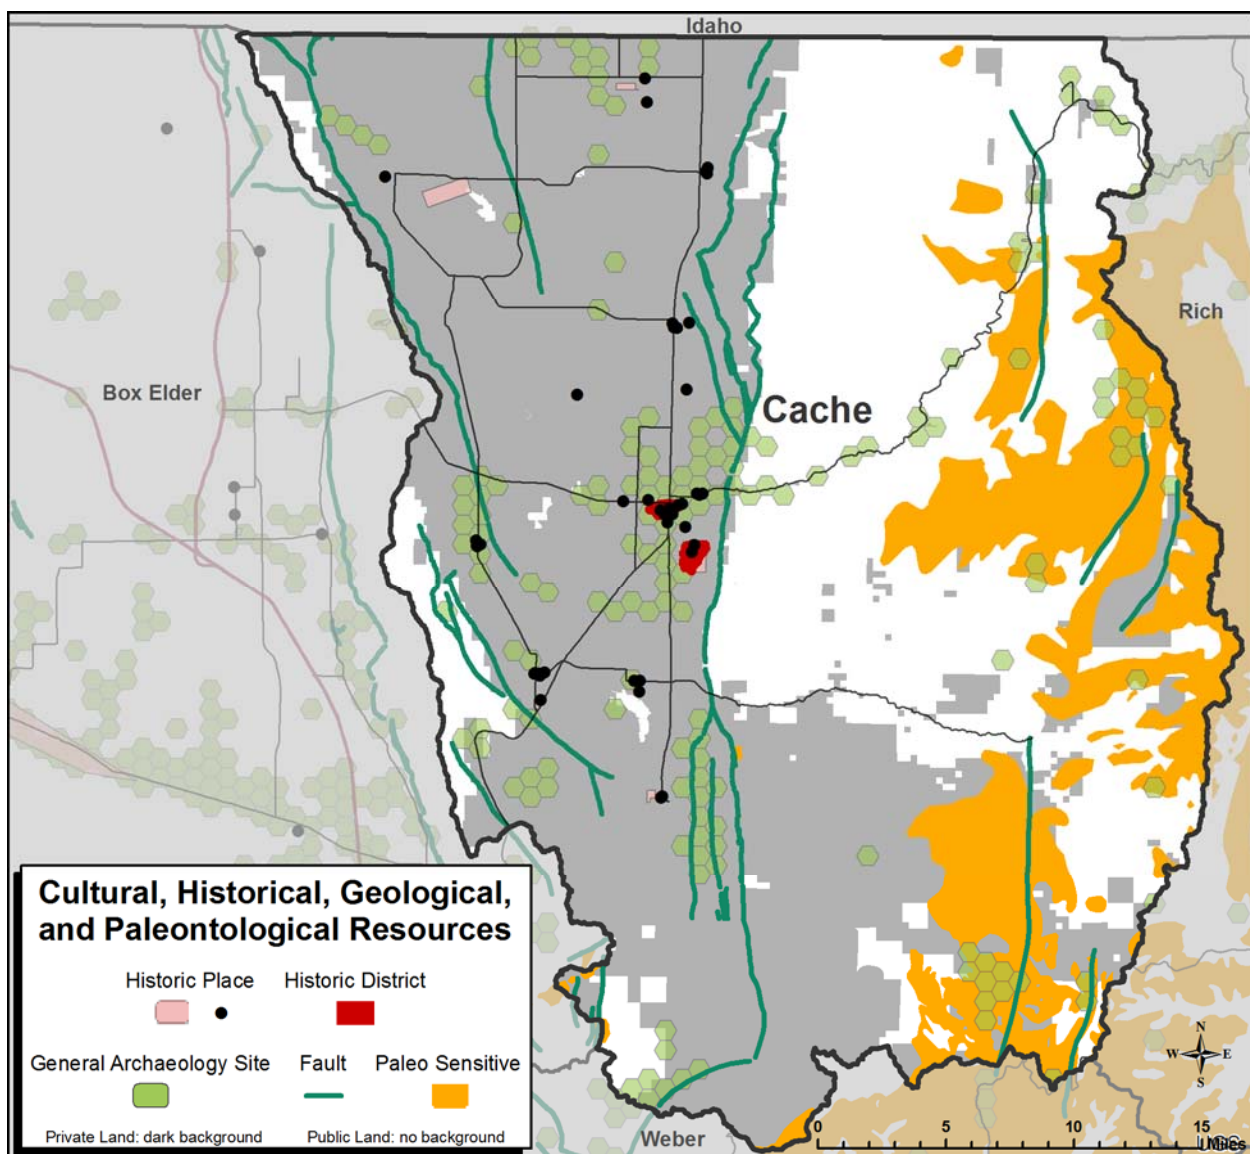 Idaho
Rich
Box Elder
Cache
Cultural, Historical, Geological,
and Paleontological Resources
Historic Place Historic District
General Archaeology Site Fault Paleo Sensitive
Private Land: dark background Public Land: no background
Weber
N
W E
S
0 5 10 15
Miles